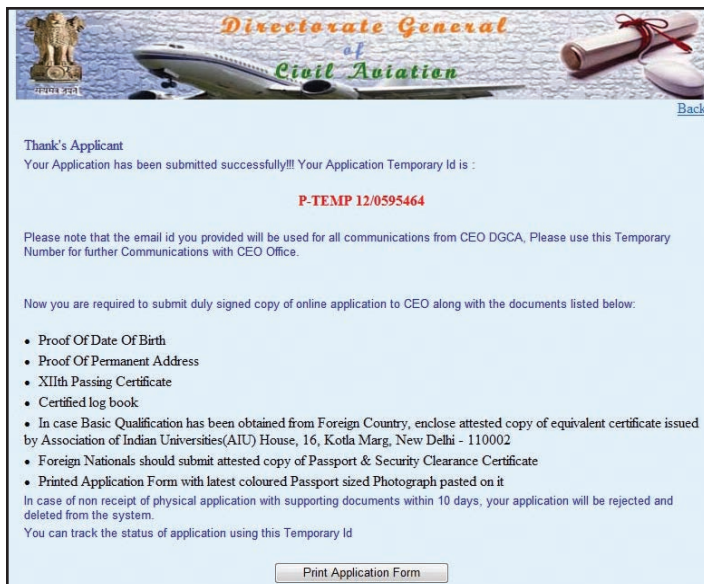 Directorate General
of
Civil Aviation
सत्यमेव जयते
Back
Thank's Applicant
Your Application has been submitted successfully!!! Your Application Temporary Id is :
P-TEMP 12/0595464
Please note that the email id you provided will be used for all communications from CEO DGCA, Please use this Temporary
Number for further Communications with CEO Office.
Now you are required to submit duly signed copy of online application to CEO along with the documents listed below:
• Proof Of Date Of Birth
• Proof Of Permanent Address
• XIIth Passing Certificate
• Certified log book
• In case Basic Qualification has been obtained from Foreign Country, enclose attested copy of equivalent certificate issued
by Association of Indian Universities(AIU) House, 16, Kotla Marg, New Delhi - 110002
• Foreign Nationals should submit attested copy of Passport & Security Clearance Certificate
• Printed Application Form with latest coloured Passport sized Photograph pasted on it
In case of non receipt of physical application with supporting documents within 10 days, your application will be rejected and
deleted from the system.
You can track the status of application using this Temporary Id
Print Application Form